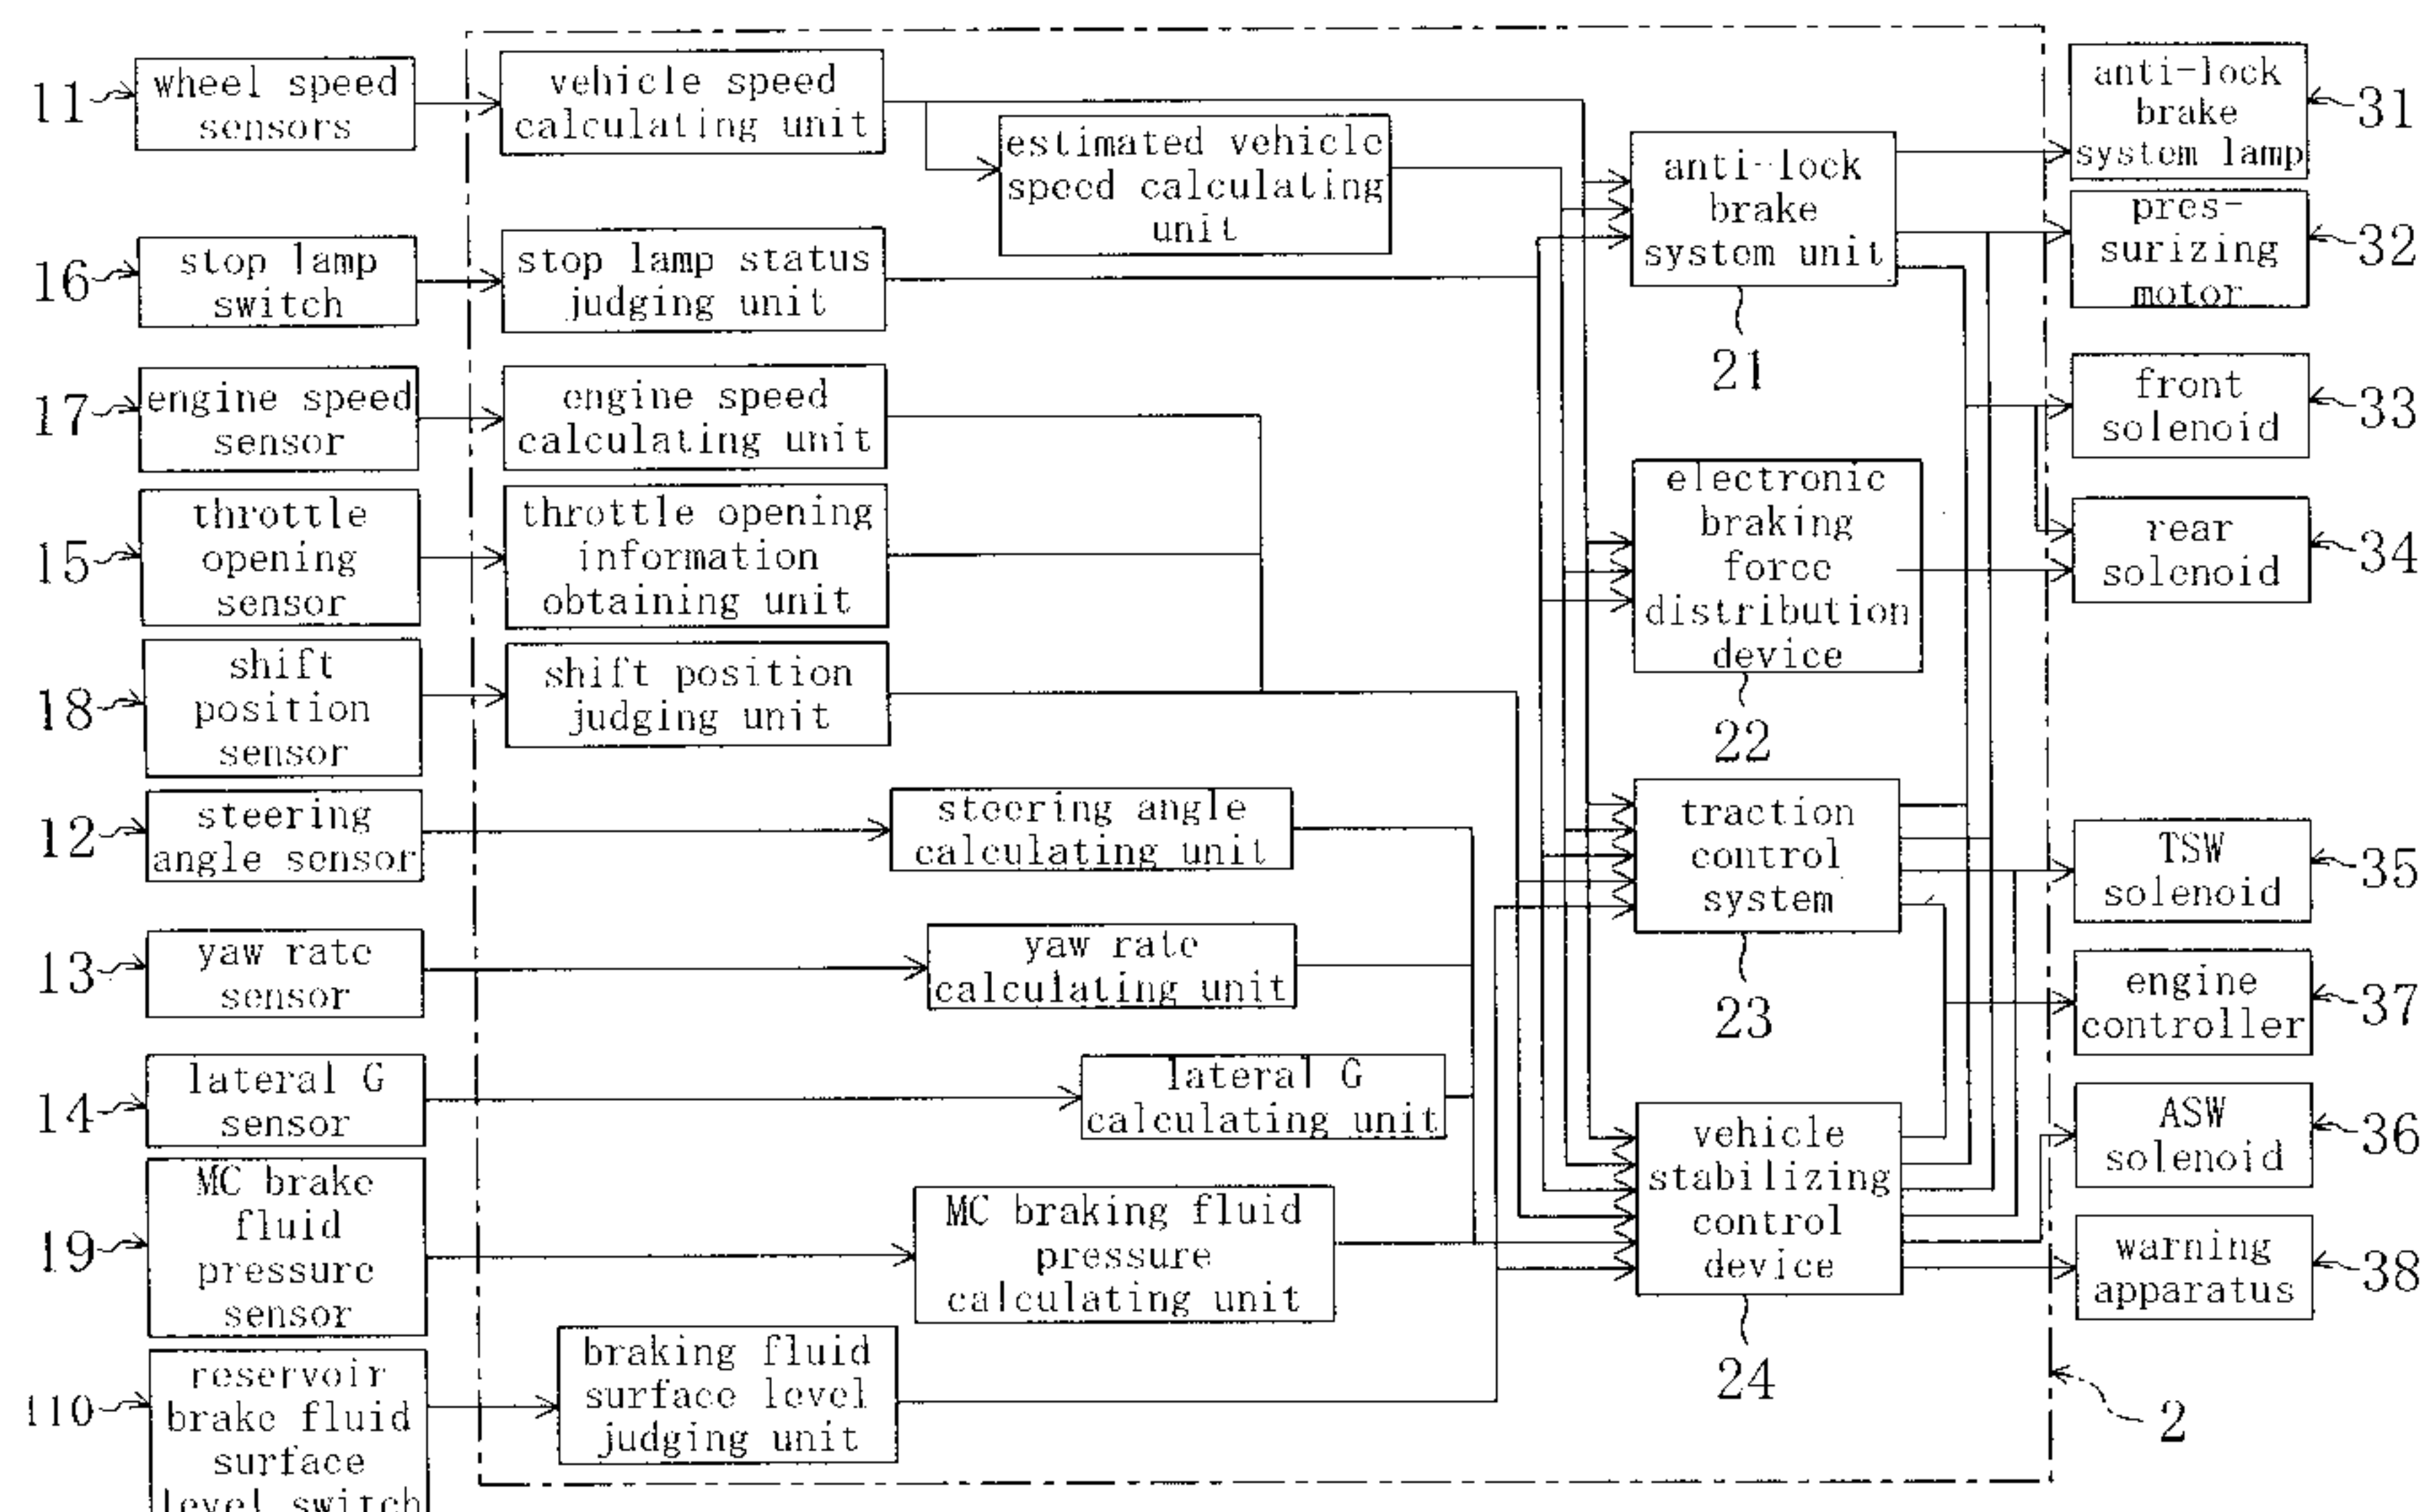 11
wheel speed
sensors
16
stop lamp
switch
17
engine speed
sensor
15
throttle
opening
sensor
18
shift
position
sensor
12
steering
angle sensor
13
yaw rate
sensor
14
lateral G
sensor
19
MC brake
fluid
pressure
sensor
110
reservoir
brake fluid
surface
level switch
vehicle speed
calculating unit
estimated vehicle
speed calculating
unit
stop lamp status
judging unit
engine speed
calculating unit
throttle opening
information
obtaining unit
shift position
judging unit
steering angle
calculating unit
yaw rate
calculating unit
lateral G
calculating unit
MC braking fluid
pressure
calculating unit
braking fluid
surface level
judging unit
anti-lock
brake
system unit
21
electronic
braking
force
distribution
device
22
traction
control
system
23
vehicle
stabilizing
control
device
24
anti-lock
brake
system lamp
31
pres-
surizing
motor
32
front
solenoid
33
rear
solenoid
34
TSW
solenoid
35
engine
controller
37
ASW
solenoid
36
warning
apparatus
38
2